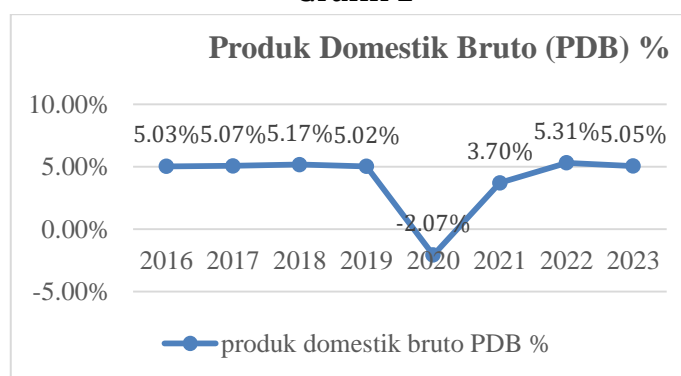 Produk Domestik Bruto (PDB) %
10.00%
5.03% 5.07% 5.17% 5.02% 3.70% 5.31% 5.05%
5.00%
-2.07%
0.00%
2016 2017 2018 2019 2020 2021 2022 2023
-5.00%
produk domestik bruto PDB %